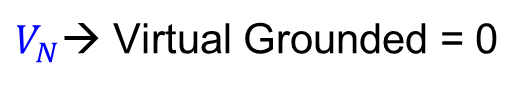 V_N → Virtual Grounded = 0